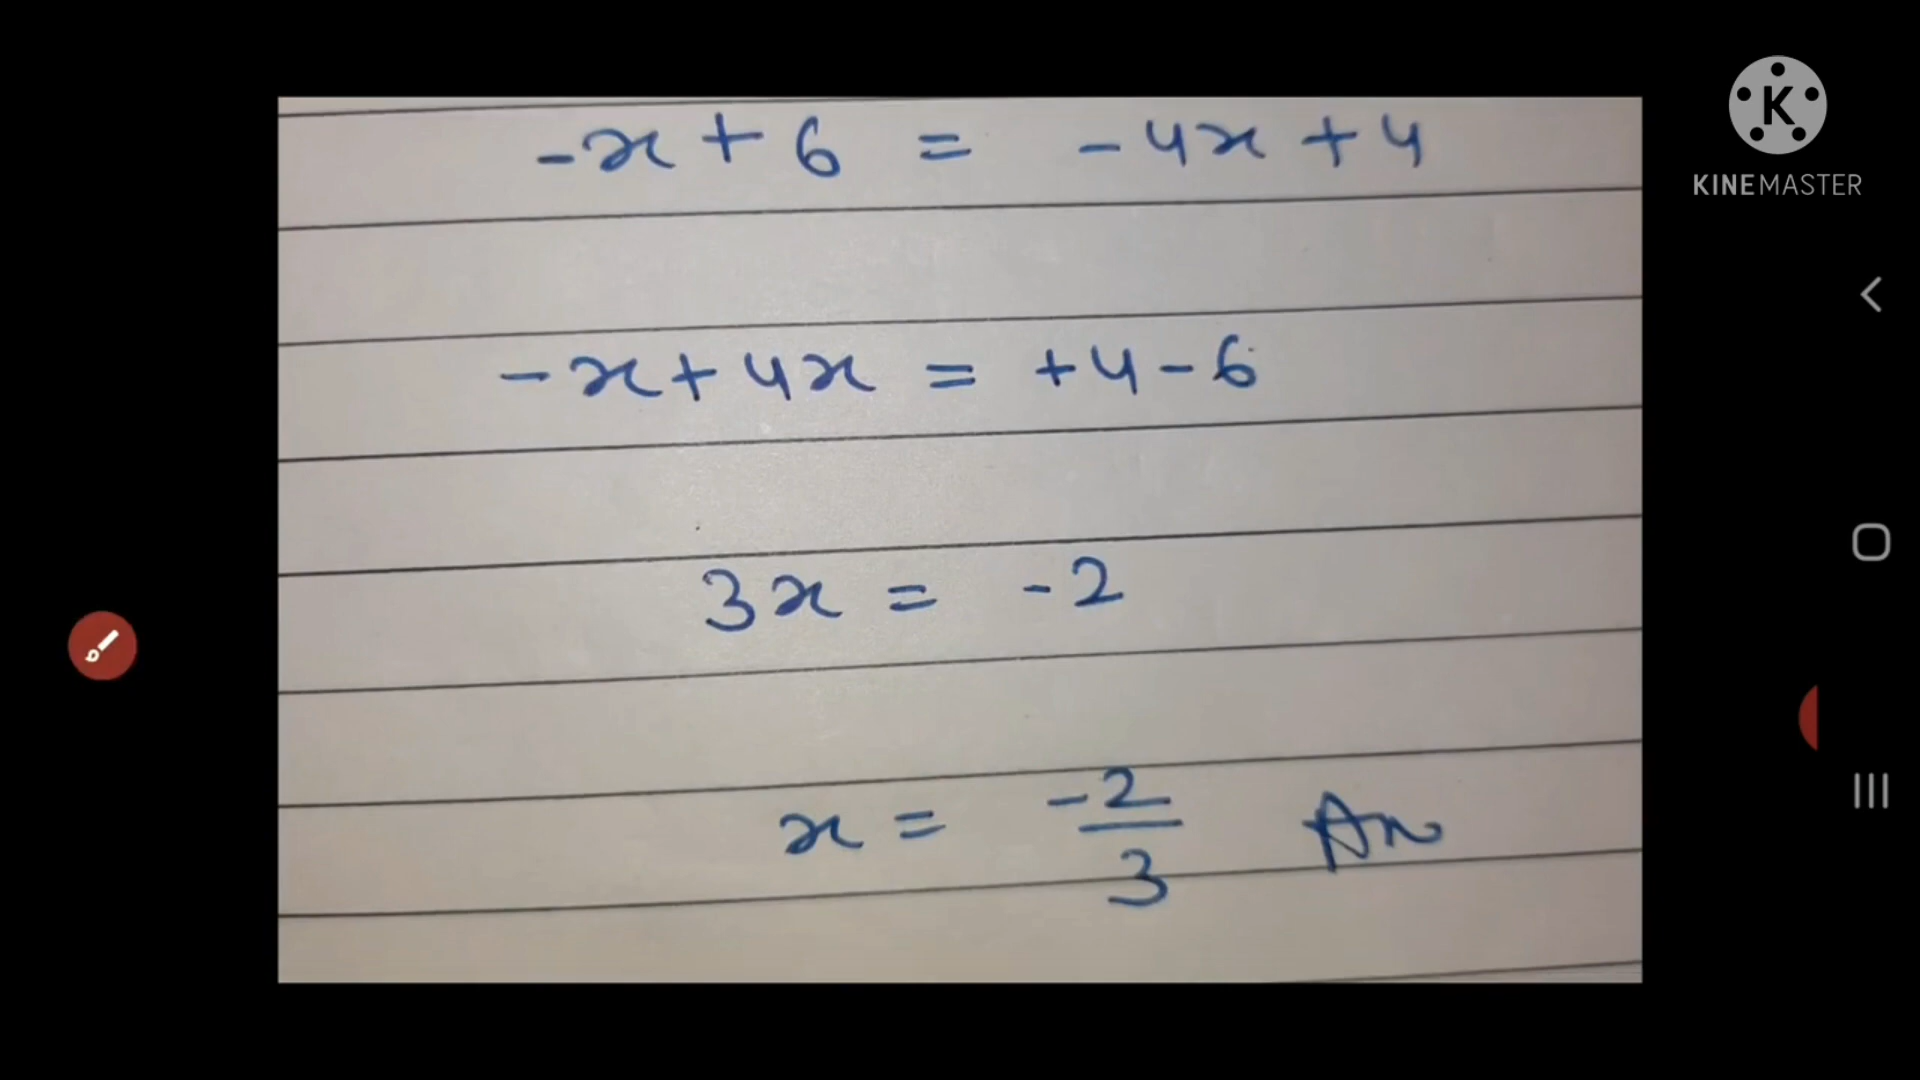 -x + 6 = -4x + 4
KINEMASTER
-x + 4x = +4 - 6
3x = -2
x = -2/3 An